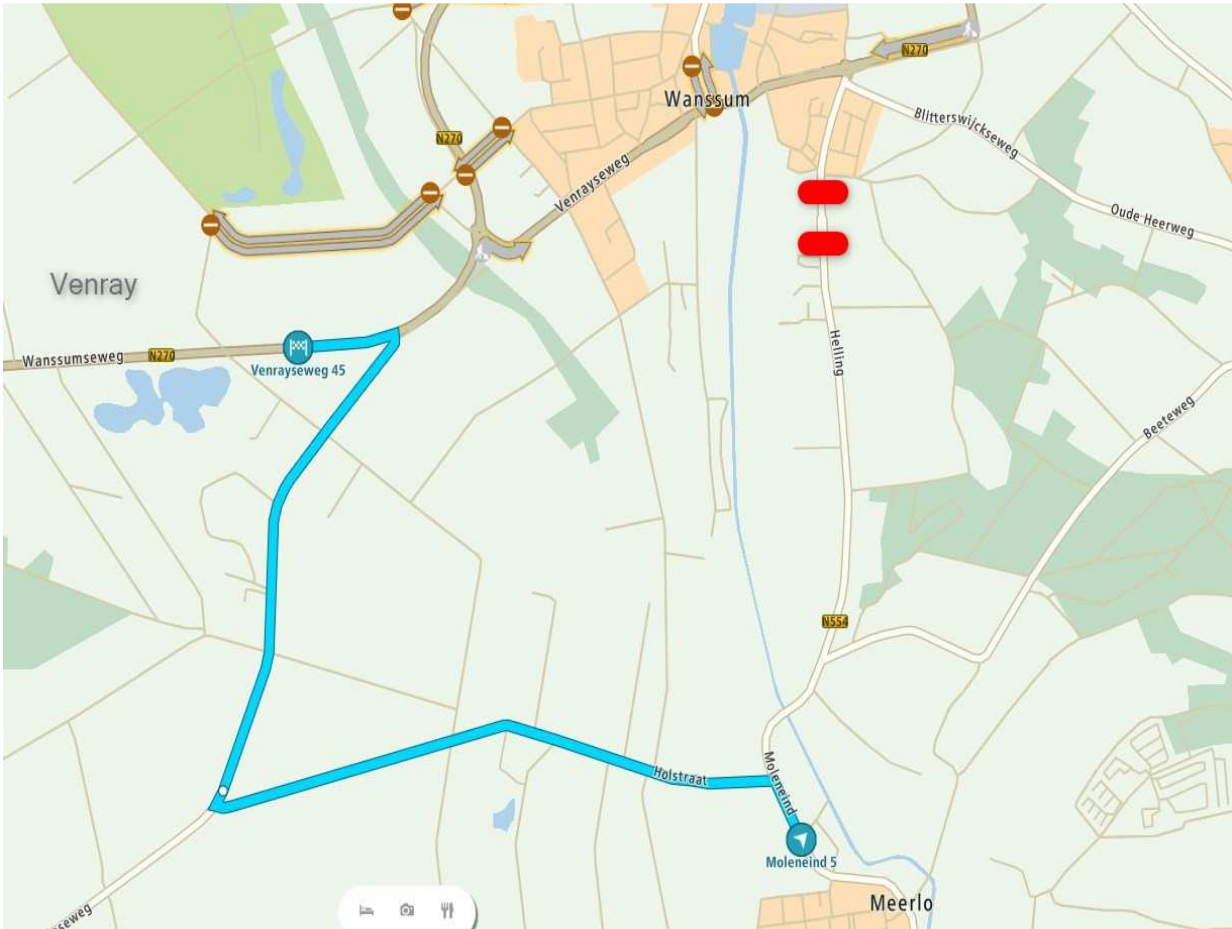 N270
Wanssum
Blitterswijckseweg
N270
Venrayseweg
Oude Heerweg
Venray
Helling
Wanssumseweg
N270
Venrayseweg 45
Beeteweg
N554
Holstraat
Moleneind
Moleneind 5
Meerlo
seweg